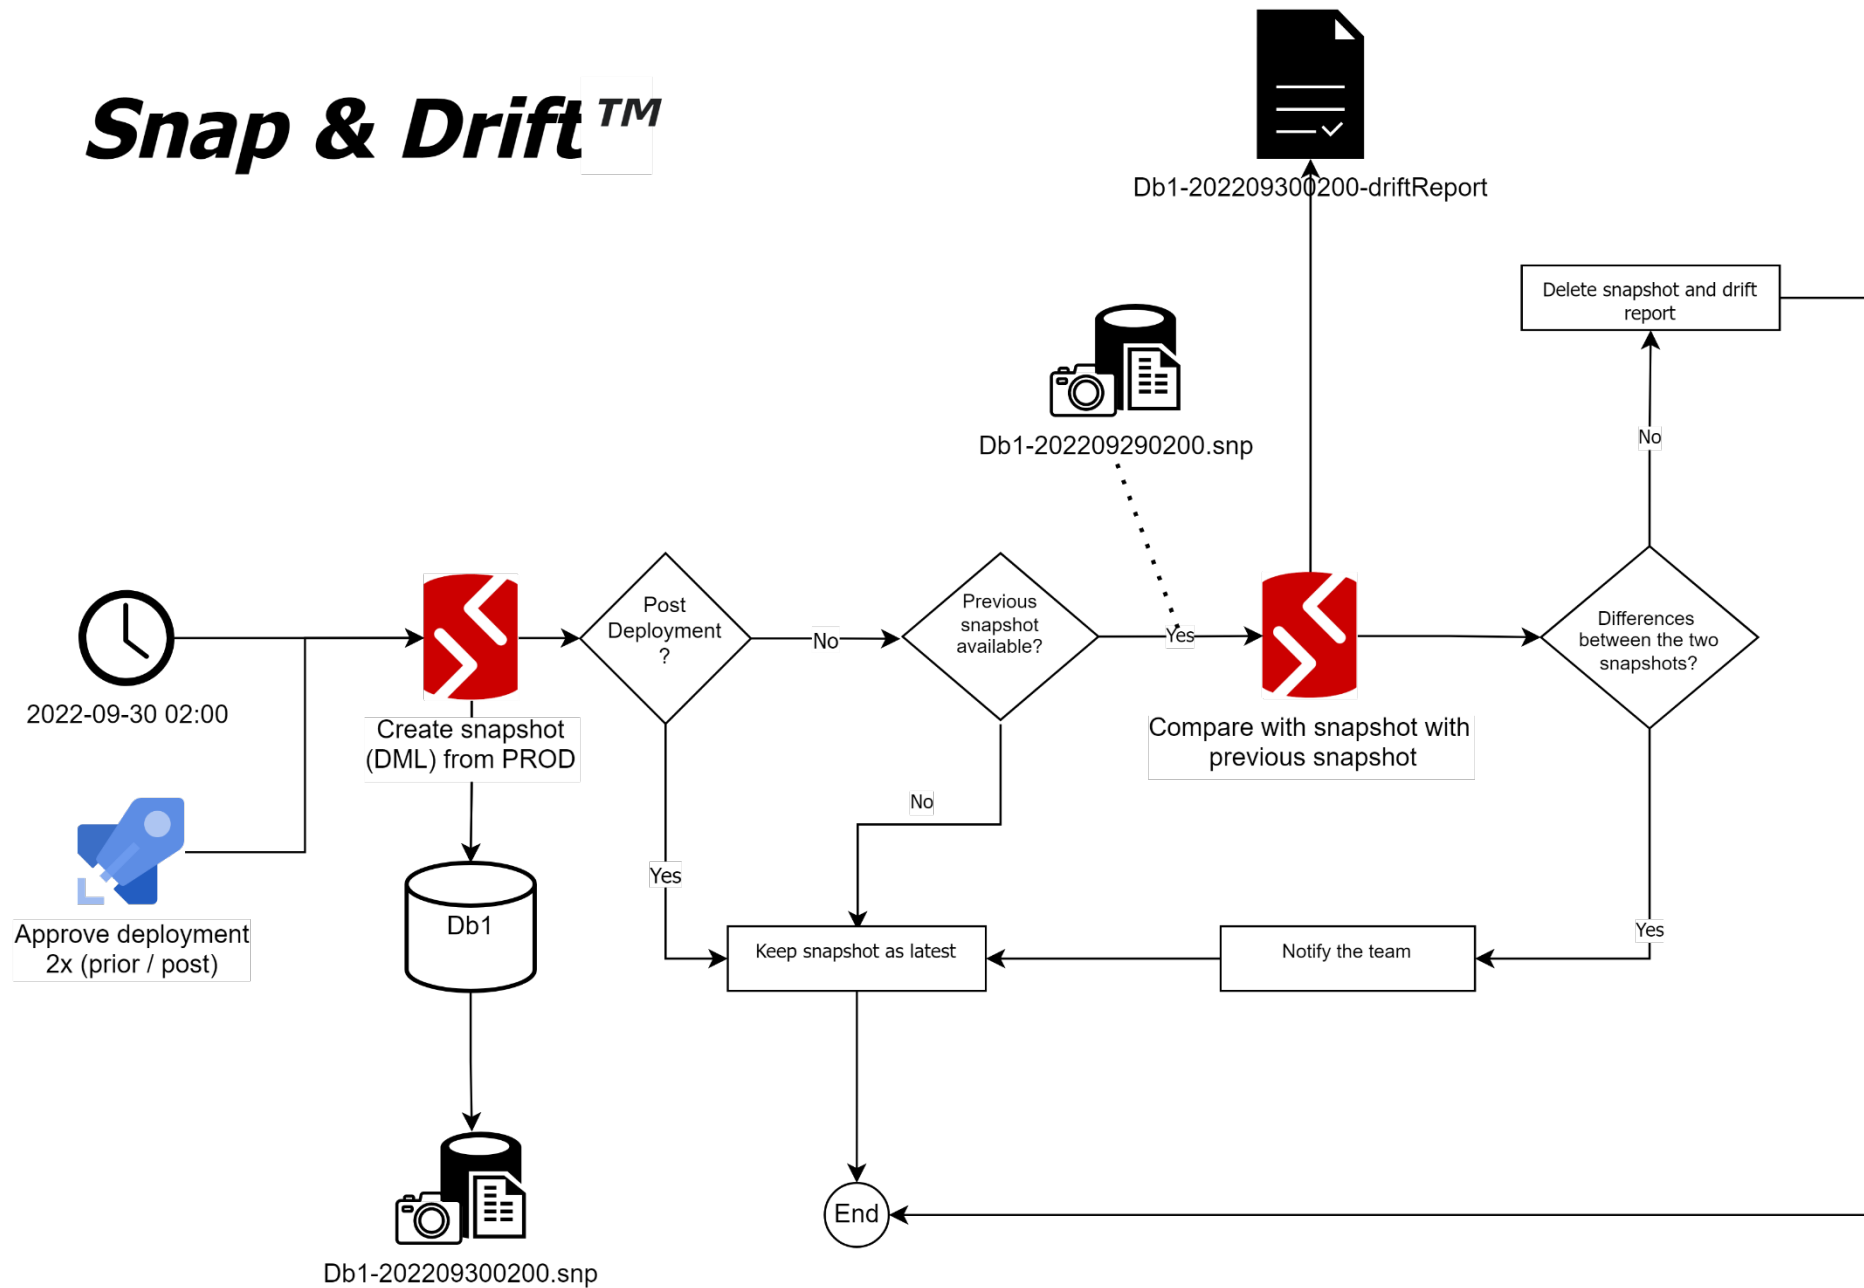 Snap & Drift™
Db1-202209300200-driftReport
Delete snapshot and drift
report
Db1-202209290200.snp
No
Post
Deployment
?
No
Previous
snapshot
available?
Yes
Differences
between the two
snapshots?
2022-09-30 02:00
Create snapshot
(DML) from PROD
Compare with snapshot with
previous snapshot
No
Yes
Db1
Approve deployment
2x (prior / post)
Keep snapshot as latest
Notify the team
Yes
End
Db1-202209300200.snp